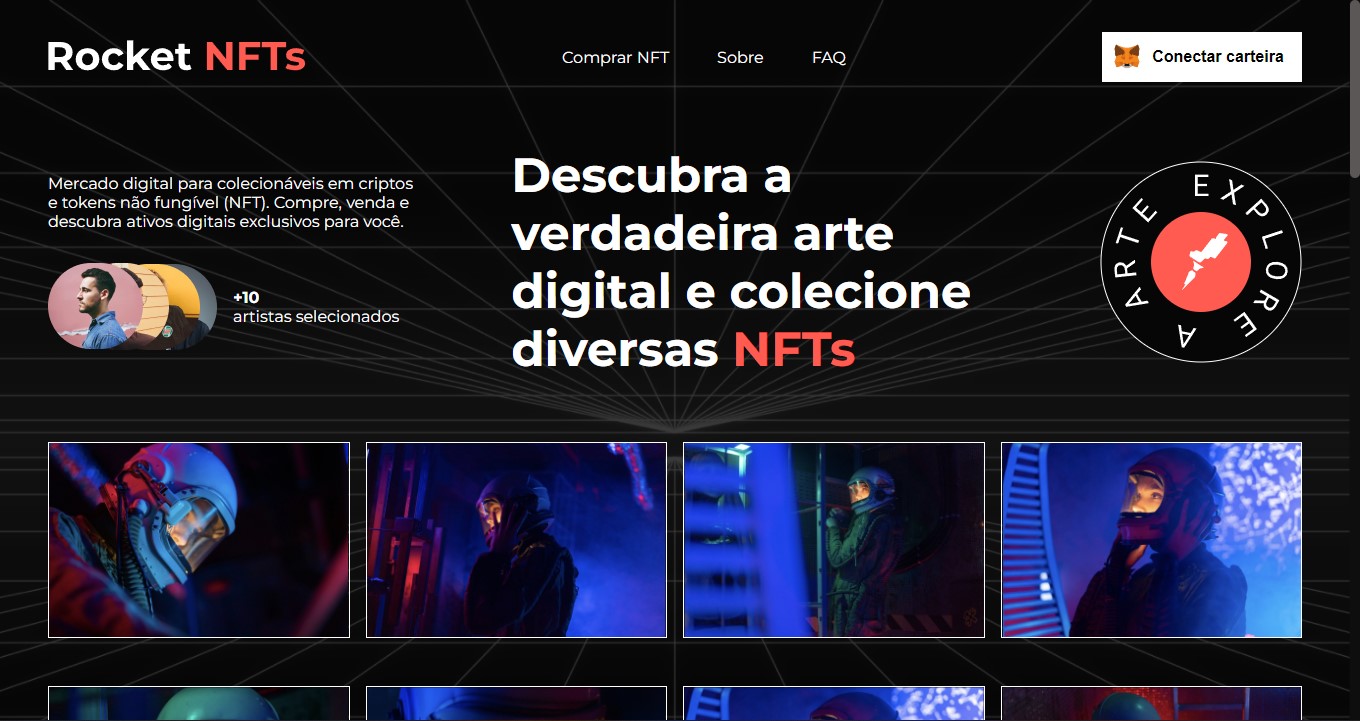 Rocket NFTs
Comprar NFT
Sobre
FAQ
Conectar carteira
Mercado digital para colecionáveis em criptos
e tokens não fungível (NFT). Compre, venda e
descubra ativos digitais exclusivos para você.
+10
artistas selecionados
Descubra a
verdadeira arte
digital e colecione
diversas NFTs
EXPLORE A ARTE